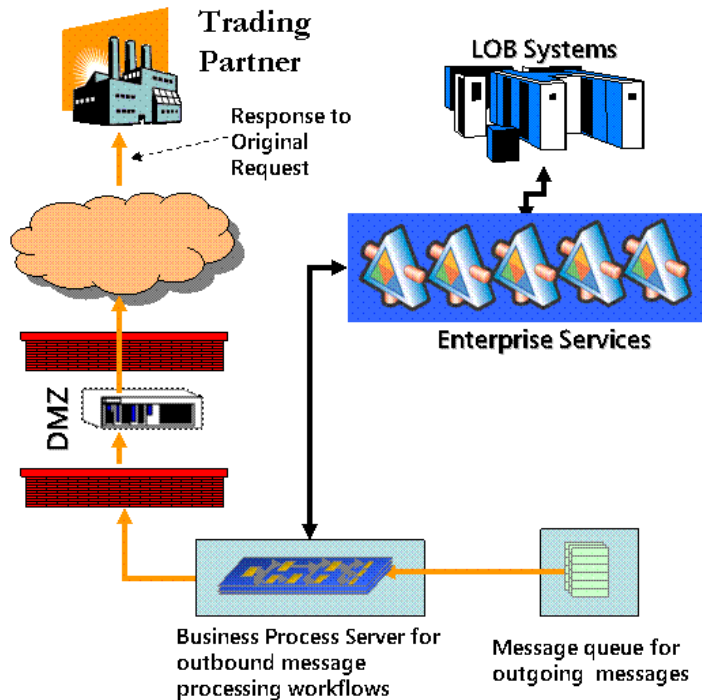 Trading
Partner
LOB Systems
Response to
Original
Request
Enterprise Services
DMZ
Business Process Server for
outbound message
processing workflows
Message queue for
outgoing messages